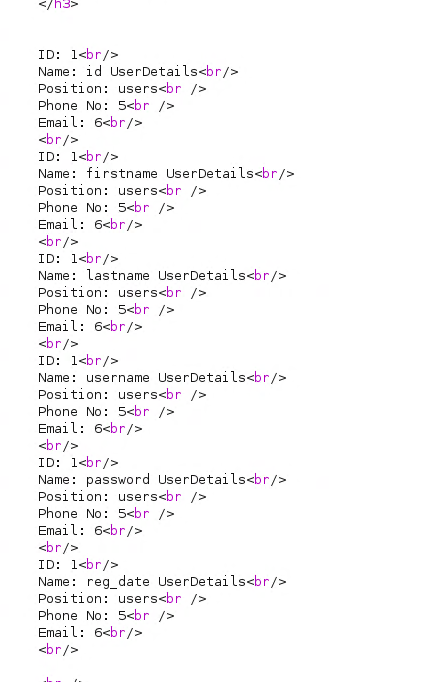 </h3>
ID: 1<br/>
Name: id UserDetails<br/>
Position: users<br />
Phone No: 5<br />
Email: 6<br/>
<br/>
ID: 1<br/>
Name: firstname UserDetails<br/>
Position: users<br />
Phone No: 5<br />
Email: 6<br/>
<br/>
ID: 1<br/>
Name: lastname UserDetails<br/>
Position: users<br />
Phone No: 5<br />
Email: 6<br/>
<br/>
ID: 1<br/>
Name: username UserDetails<br/>
Position: users<br />
Phone No: 5<br />
Email: 6<br/>
<br/>
ID: 1<br/>
Name: password UserDetails<br/>
Position: users<br />
Phone No: 5<br />
Email: 6<br/>
<br/>
ID: 1<br/>
Name: reg_date UserDetails<br/>
Position: users<br />
Phone No: 5<br />
Email: 6<br/>
<br/>